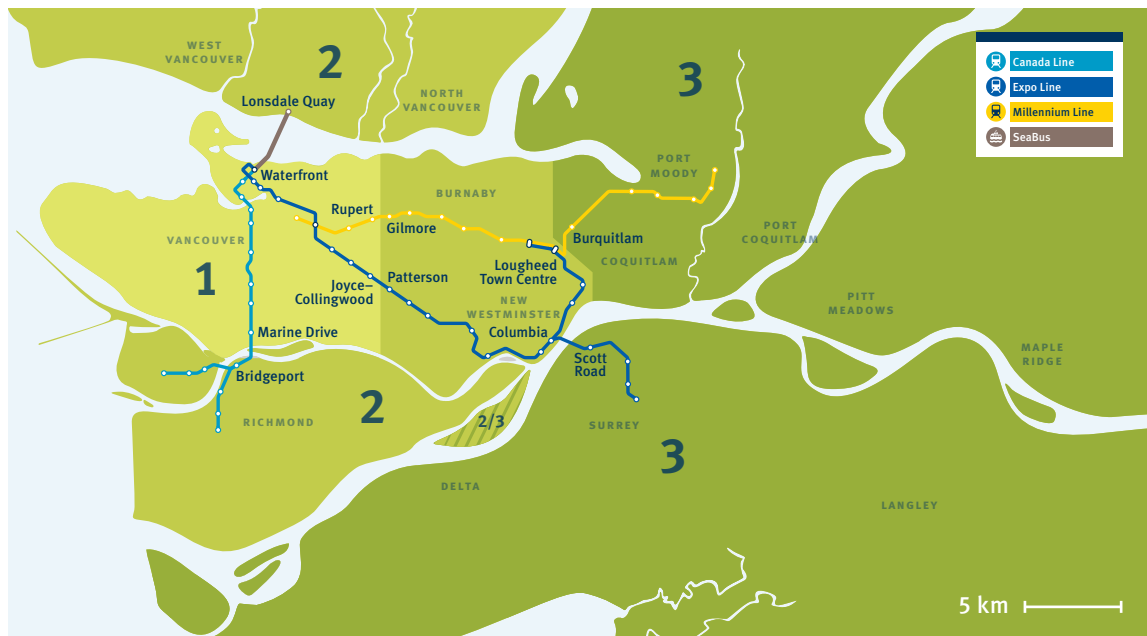 WEST
VANCOUVER
2
NORTH
VANCOUVER
Lonsdale Quay
3
Canada Line
Expo Line
Millennium Line
SeaBus
Waterfront
BURNABY
PORT
MOODY
Rupert
Gilmore
VANCOUVER
1
Burquitlam
PORT
COQUITLAM
COQUITLAM
Lougheed
Town Centre
Joyce–
Collingwood
Patterson
NEW
WESTMINSTER
PITT
MEADOWS
Marine Drive
Columbia
MAPLE
RIDGE
Scott
Road
Bridgeport
RICHMOND
2
2/3
SURREY
3
DELTA
LANGLEY
5 km